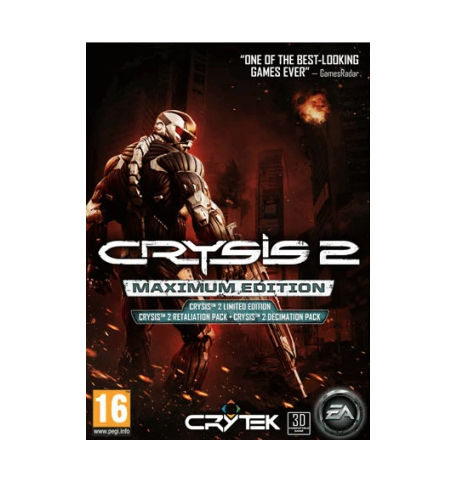 "ONE OF THE BEST-LOOKING
GAMES EVER" – GamesRadar
CRYSIS 2
MAXIMUM EDITION
CRYSIS™ 2 LIMITED EDITION
CRYSIS™ 2 RETALIATION PACK • CRYSIS™ 2 DECIMATION PACK
16
www.pegi.info
CRYTEK
3D
EA